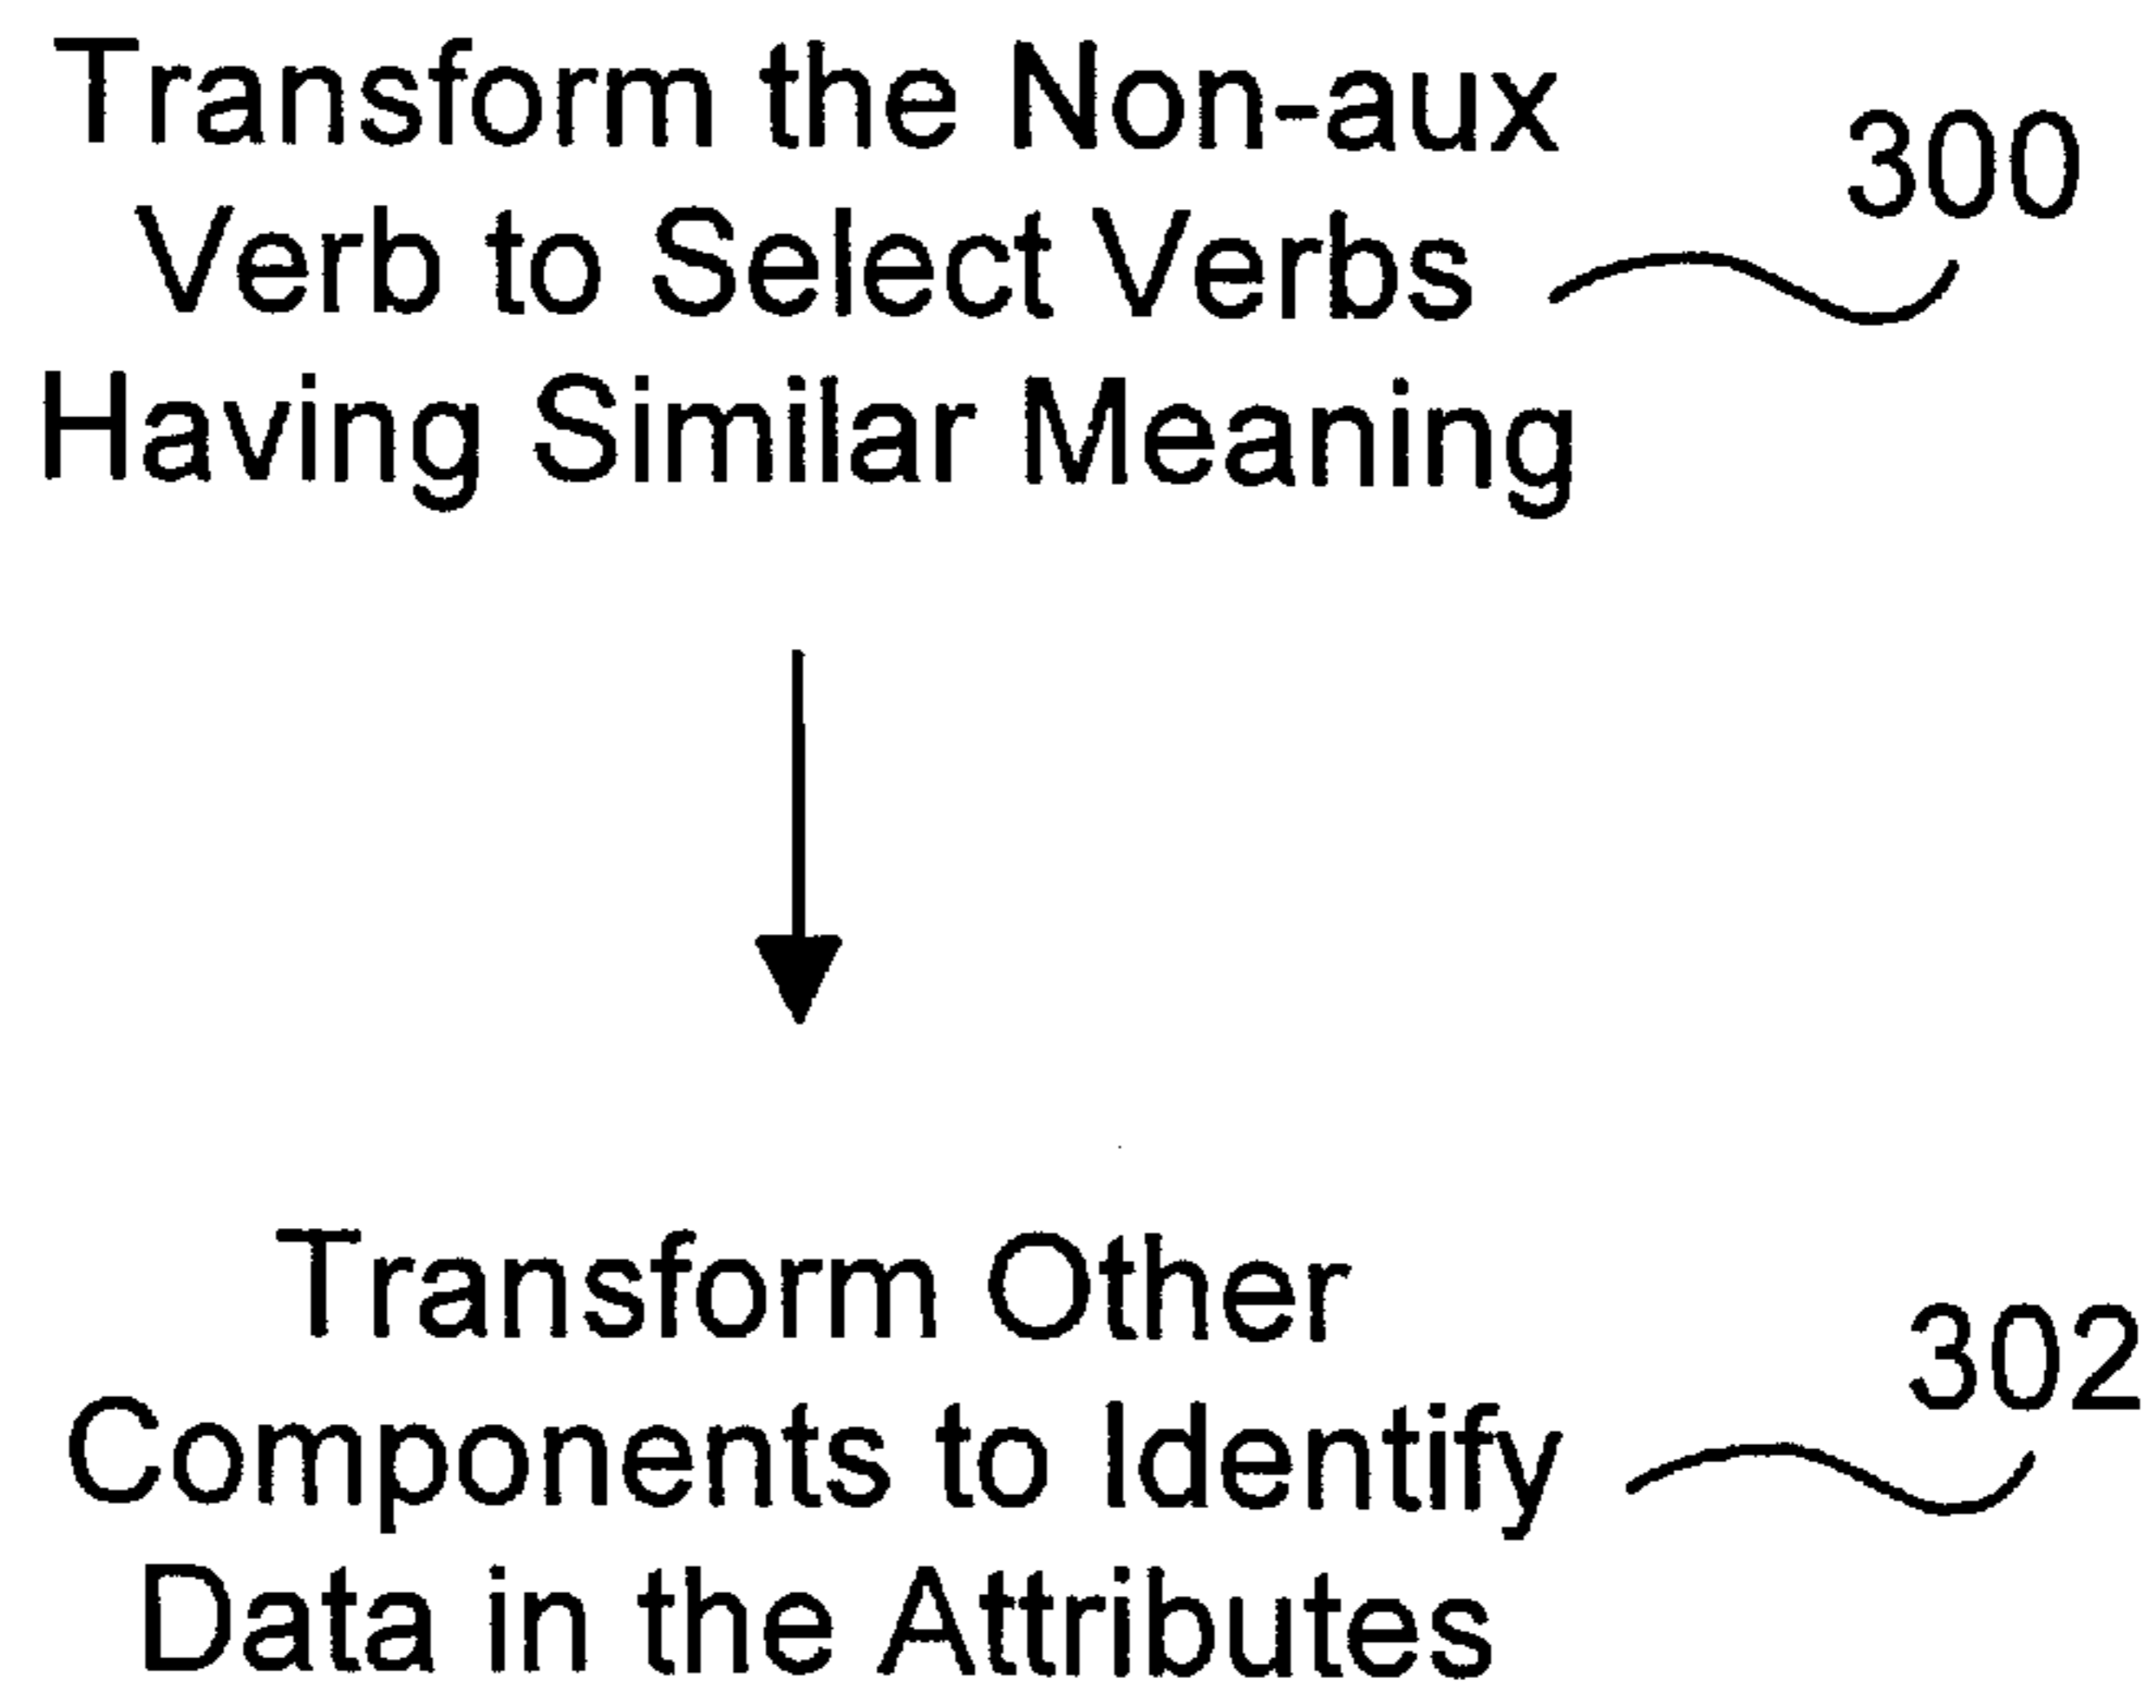 Transform the Non-aux
300
Verb to Select Verbs
Having Similar Meaning
Transform Other
302
Components to Identify
Data in the Attributes